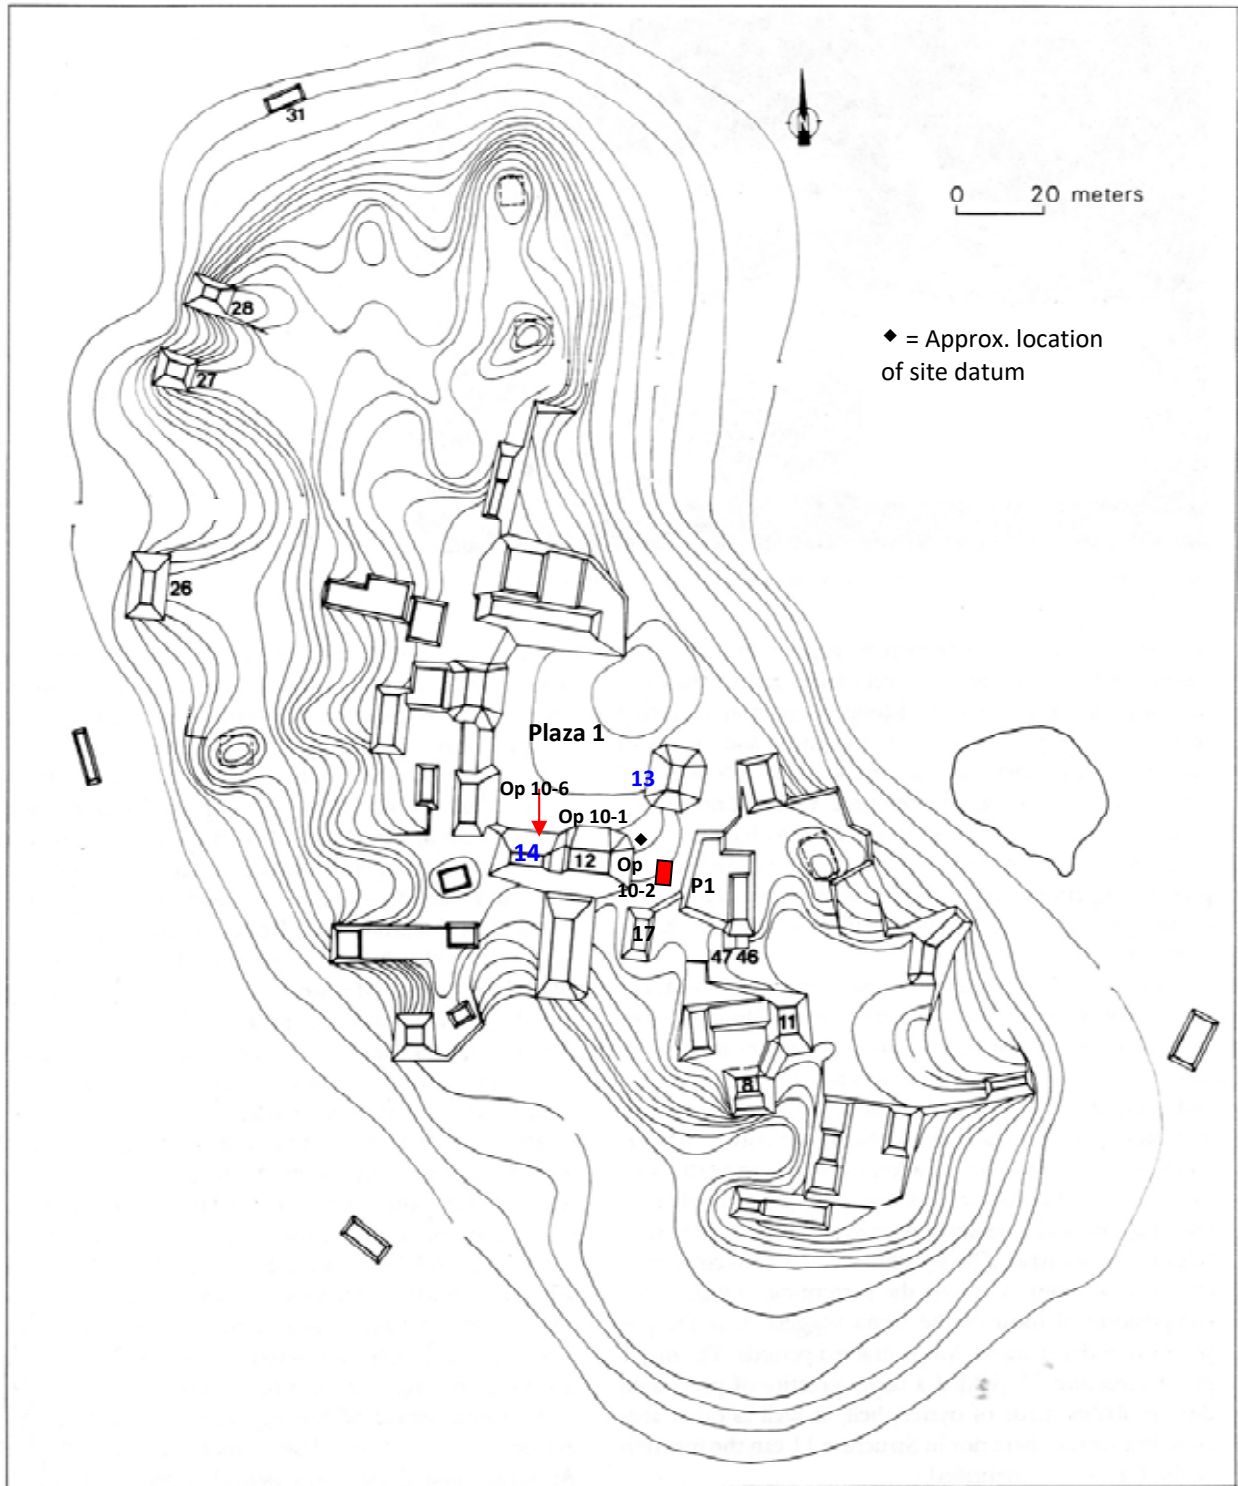 31
N
0 20 meters
28
◆ = Approx. location
of site datum
27
26
Plaza 1
13
Op 10-6
Op 10-1
14
12
Op
10-2
P1
17
47 46
11
8